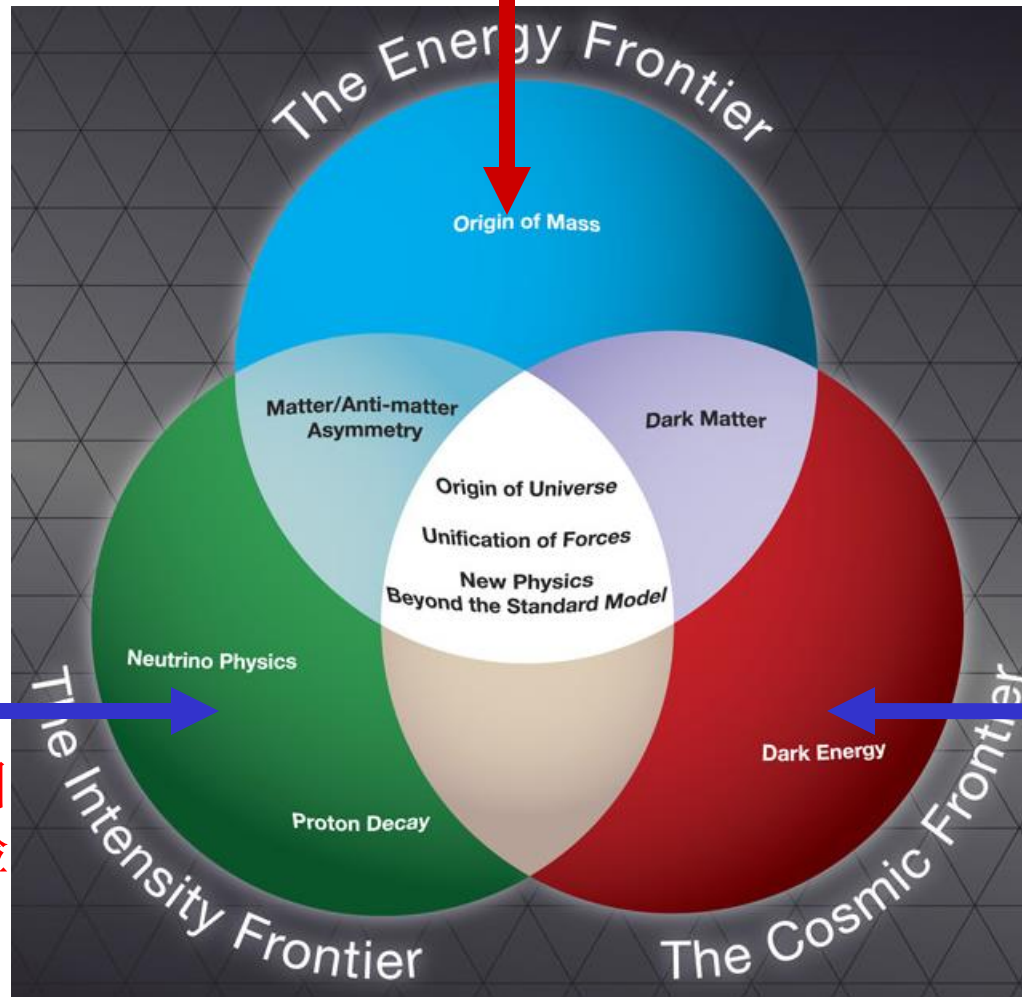 The Energy Frontier
Origin of Mass
Matter/Anti-matter
Asymmetry
Dark Matter
Origin of Universe
Unification of Forces
New Physics
Beyond the Standard Model
Neutrino Physics
Dark Energy
Proton Decay
The Intensity Frontier
The Cosmic Frontier